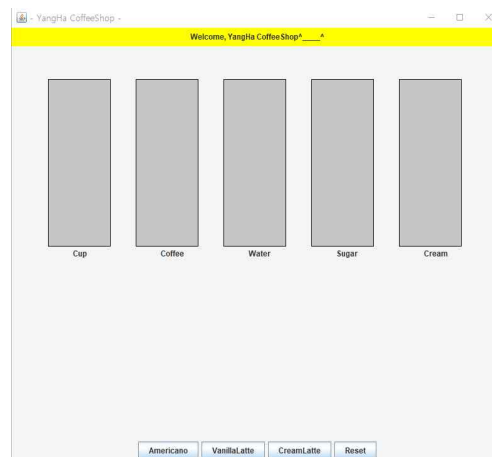 - YangHa CoffeeShop -
Welcome, YangHa CoffeeShop^____^
Cup Coffee Water Sugar Cream
Americano VanillaLatte CreamLatte Reset